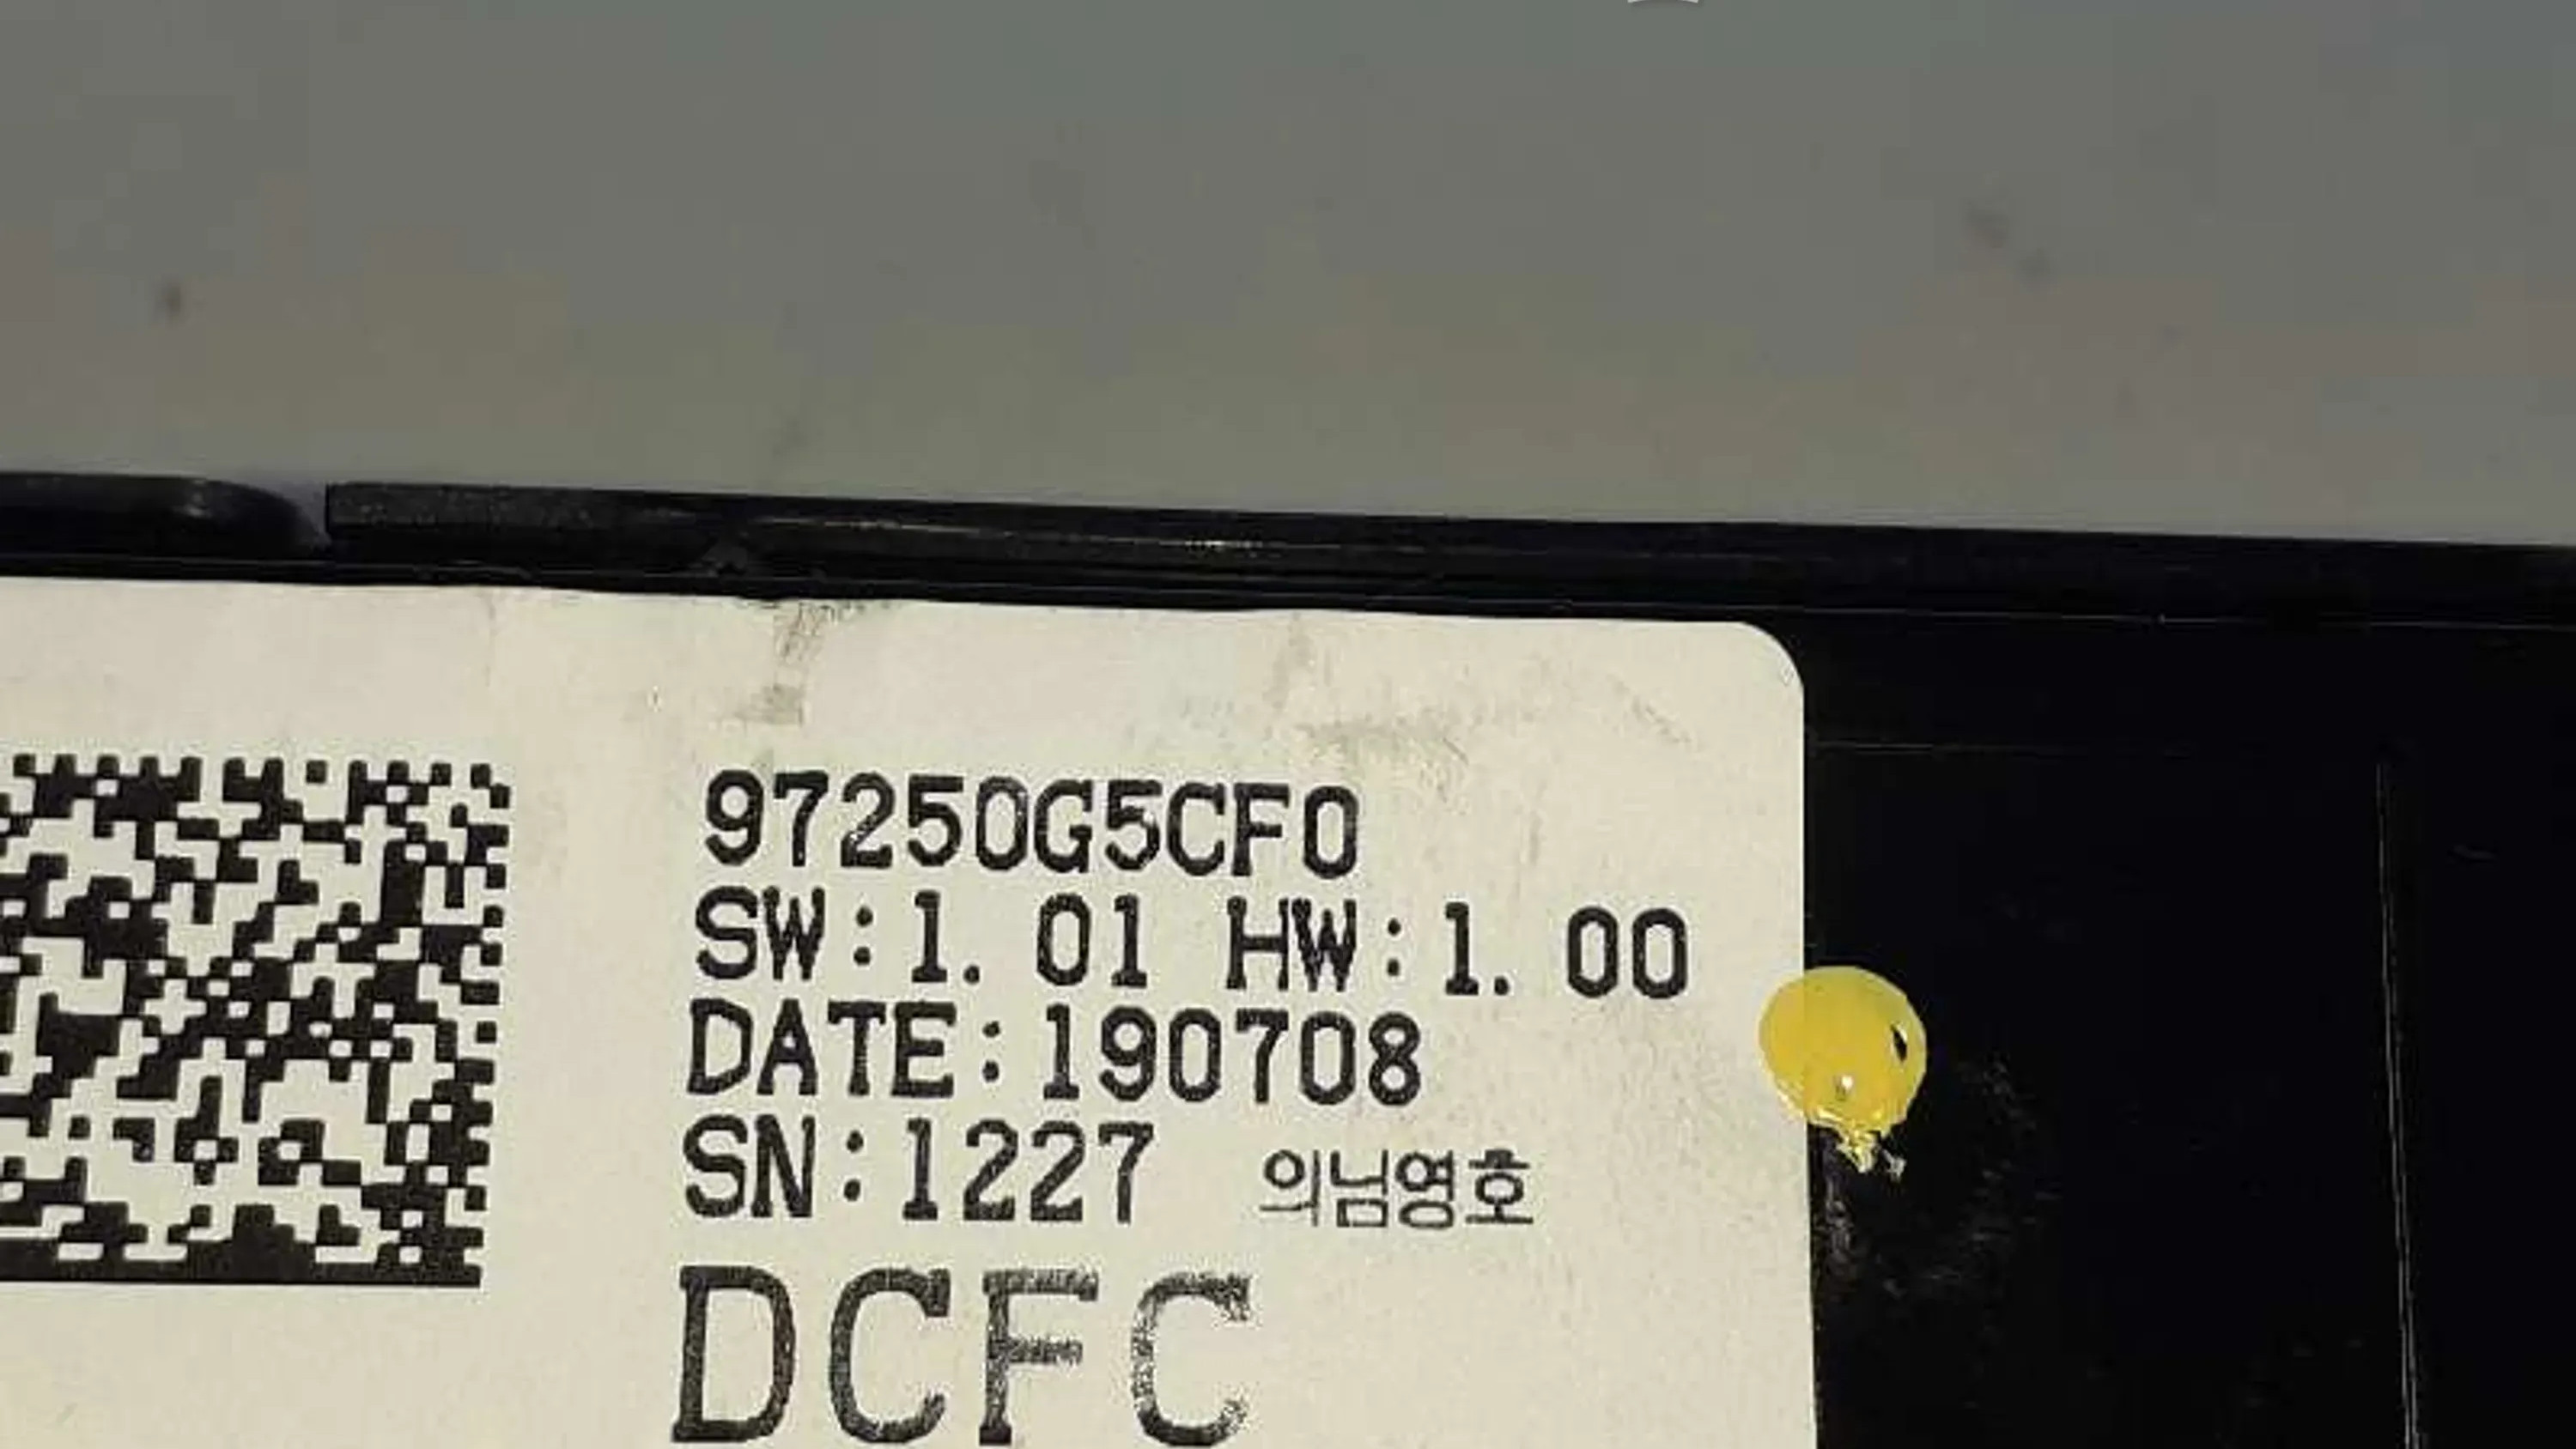 97250G5CF0
SW:1. 01 HW:1. 00
DATE:190708
SN:1227 의님영호
DCFC